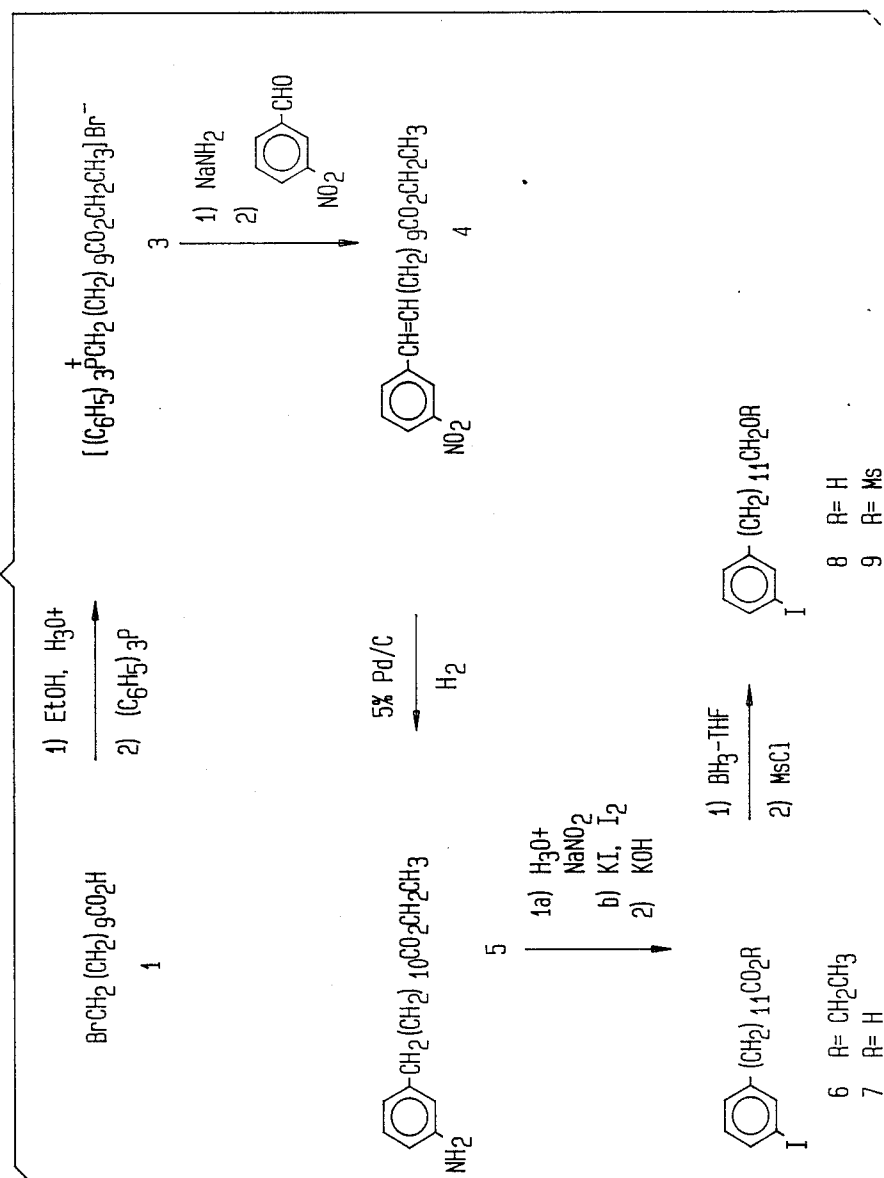 BrCH2(CH2)9CO2H
1
1) EtOH, H3O+
2) (C6H5)3P
[(C6H5)3PCH2(CH2)9CO2CH2CH3]Br−
+
3
1) NaNH2
2)
CHO
NO2
CH=CH(CH2)9CO2CH2CH3
NO2
4
5% Pd/C
H2
CH2(CH2)10CO2CH2CH3
NH2
5
1a) H3O+
NaNO2
b) KI, I2
2) KOH
(CH2)11CO2R
I
6 R= CH2CH3
7 R= H
1) BH3-THF
2) MsCl
(CH2)11CH2OR
I
8 R= H
9 R= Ms